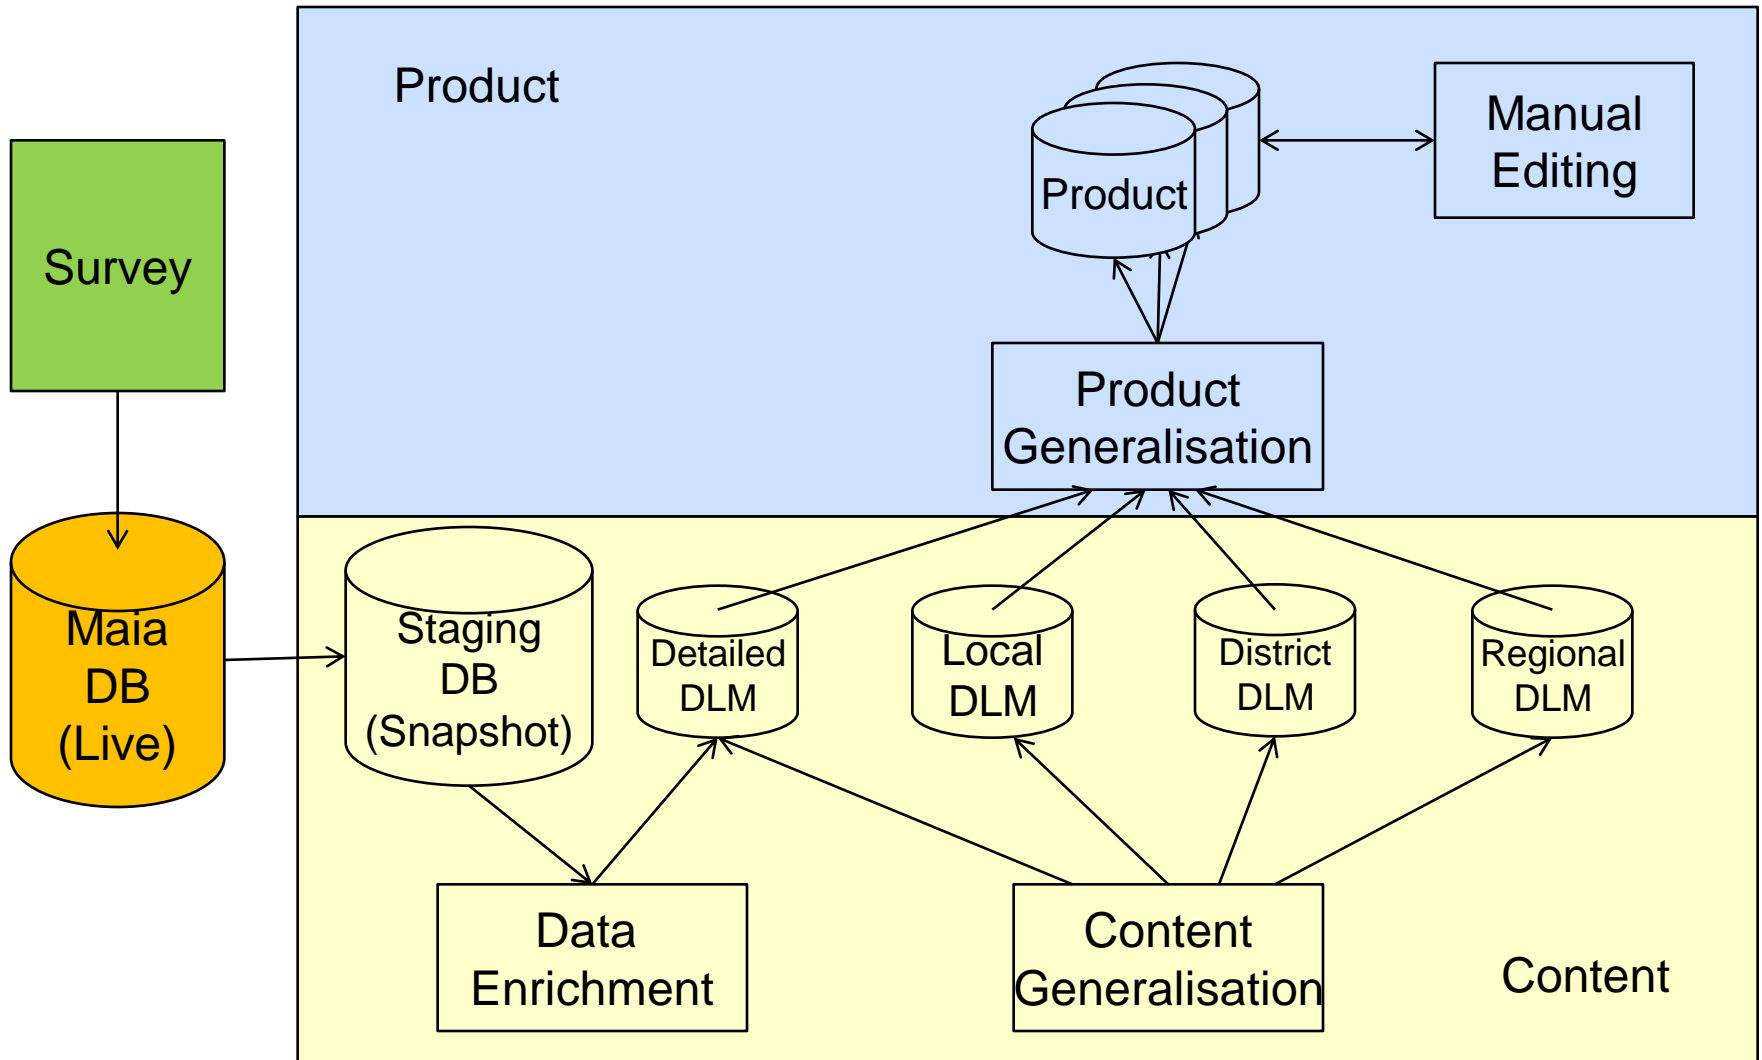 Product
Manual
Editing
Product
Survey
Product
Generalisation
Maia
DB
(Live)
Staging
DB
(Snapshot)
Detailed
DLM
Local
DLM
District
DLM
Regional
DLM
Data
Enrichment
Content
Generalisation
Content